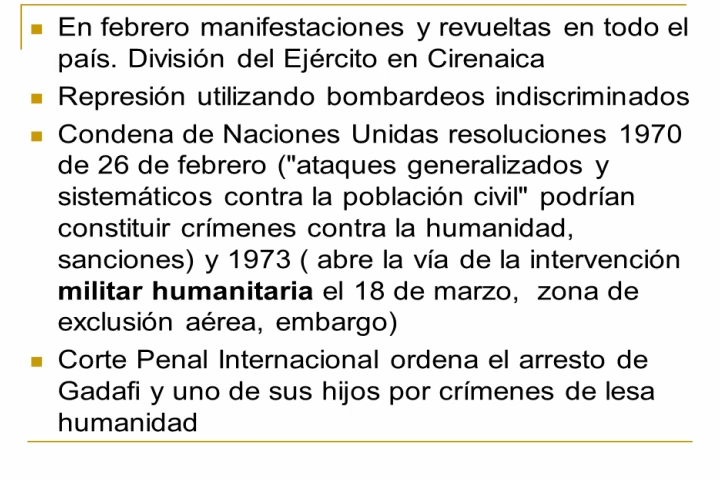 En febrero manifestaciones y revueltas en todo el
país. División del Ejército en Cirenaica
Represión utilizando bombardeos indiscriminados
Condena de Naciones Unidas resoluciones 1970
de 26 de febrero ("ataques generalizados y
sistemáticos contra la población civil" podrían
constituir crímenes contra la humanidad,
sanciones) y 1973 ( abre la vía de la intervención
militar humanitaria el 18 de marzo, zona de
exclusión aérea, embargo)
Corte Penal Internacional ordena el arresto de
Gadafi y uno de sus hijos por crímenes de lesa
humanidad